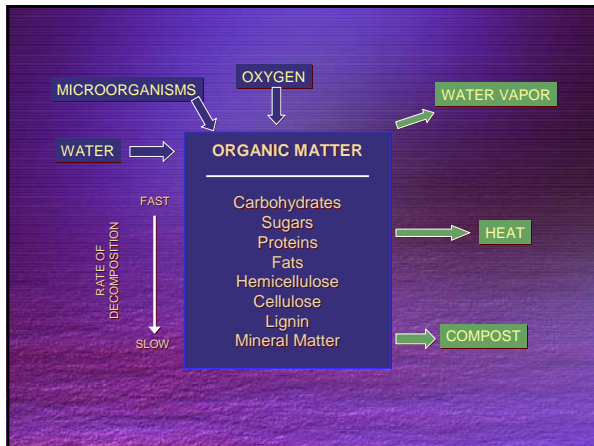 OXYGEN
MICROORGANISMS
WATER VAPOR
WATER
ORGANIC MATTER
FAST
RATE OF
DECOMPOSITION
SLOW
Carbohydrates
Sugars
Proteins
Fats
Hemicellulose
Cellulose
Lignin
Mineral Matter
HEAT
COMPOST